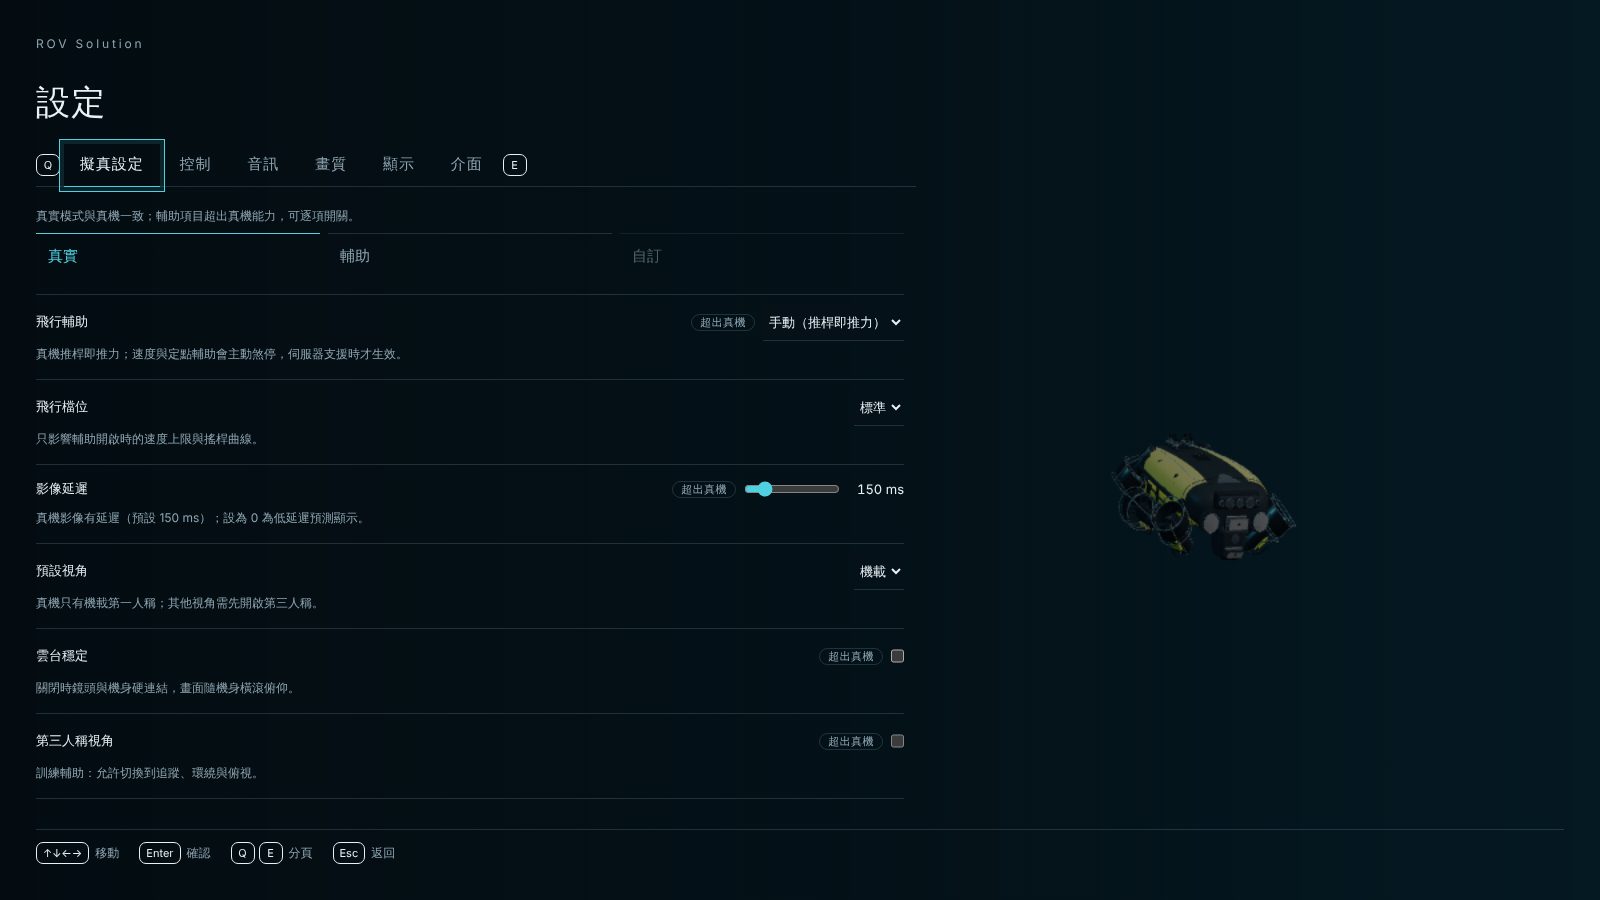 ROV Solution
設定
Q 擬真設定 控制 音訊 畫質 顯示 介面 E
真實模式與真機一致；輔助項目超出真機能力，可逐項開關。
真實 輔助 自訂
飛行輔助 超出真機 手動（推桿即推力）
真機推桿即推力；速度與定點輔助會主動煞停，伺服器支援時才生效。
飛行檔位 標準
只影響輔助開啟時的速度上限與搖桿曲線。
影像延遲 超出真機 150 ms
真機影像有延遲（預設 150 ms）；設為 0 為低延遲預測顯示。
預設視角 機載
真機只有機載第一人稱；其他視角需先開啟第三人稱。
雲台穩定 超出真機
關閉時鏡頭與機身硬連結，畫面隨機身橫滾俯仰。
第三人稱視角 超出真機
訓練輔助：允許切換到追蹤、環繞與俯視。
↑↓←→ 移動 Enter 確認 Q E 分頁 Esc 返回